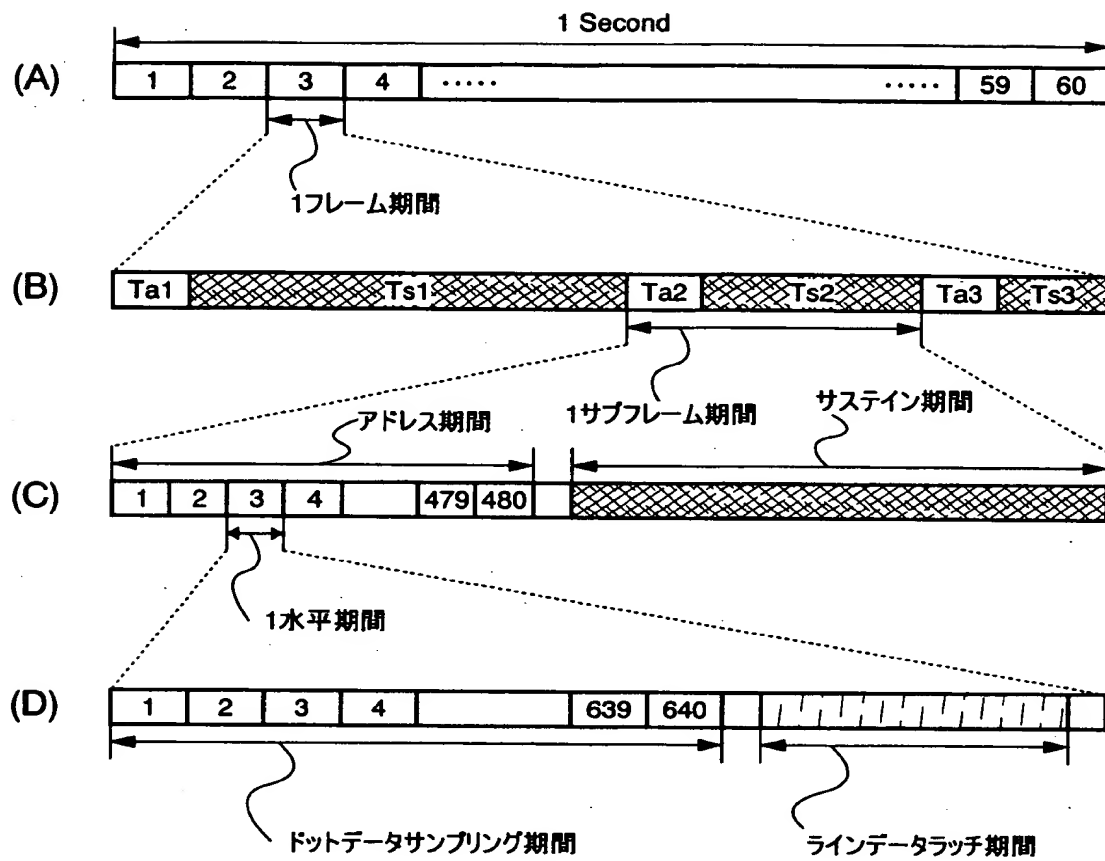 1 Second
(A) 1 2 3 4 ..... ..... 59 60
1フレーム期間
(B) Ta1 Ts1 Ta2 Ts2 Ta3 Ts3
アドレス期間
1サブフレーム期間
サステイン期間
(C) 1 2 3 4 479 480
1水平期間
(D) 1 2 3 4 639 640
ドットデータサンプリング期間
ラインデータラッチ期間